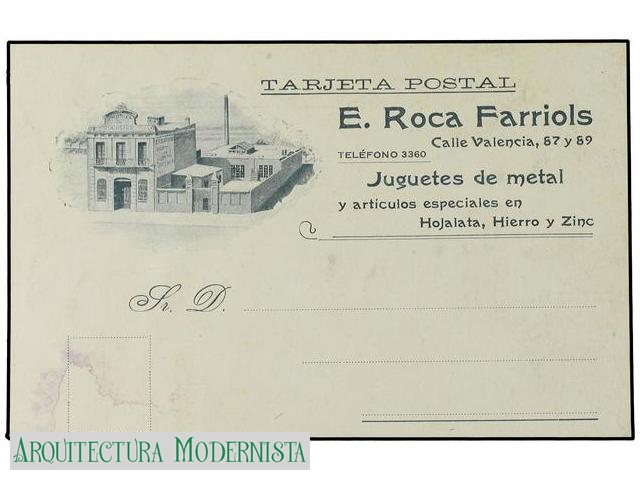 TARJETA POSTAL
E. Roca Farriols
Calle Valencia, 87 y 89
TELÉFONO 3360
Juguetes de metal
y artículos especiales en
Hojalata, Hierro y Zinc
Sr. D.
Arquitectura Modernista